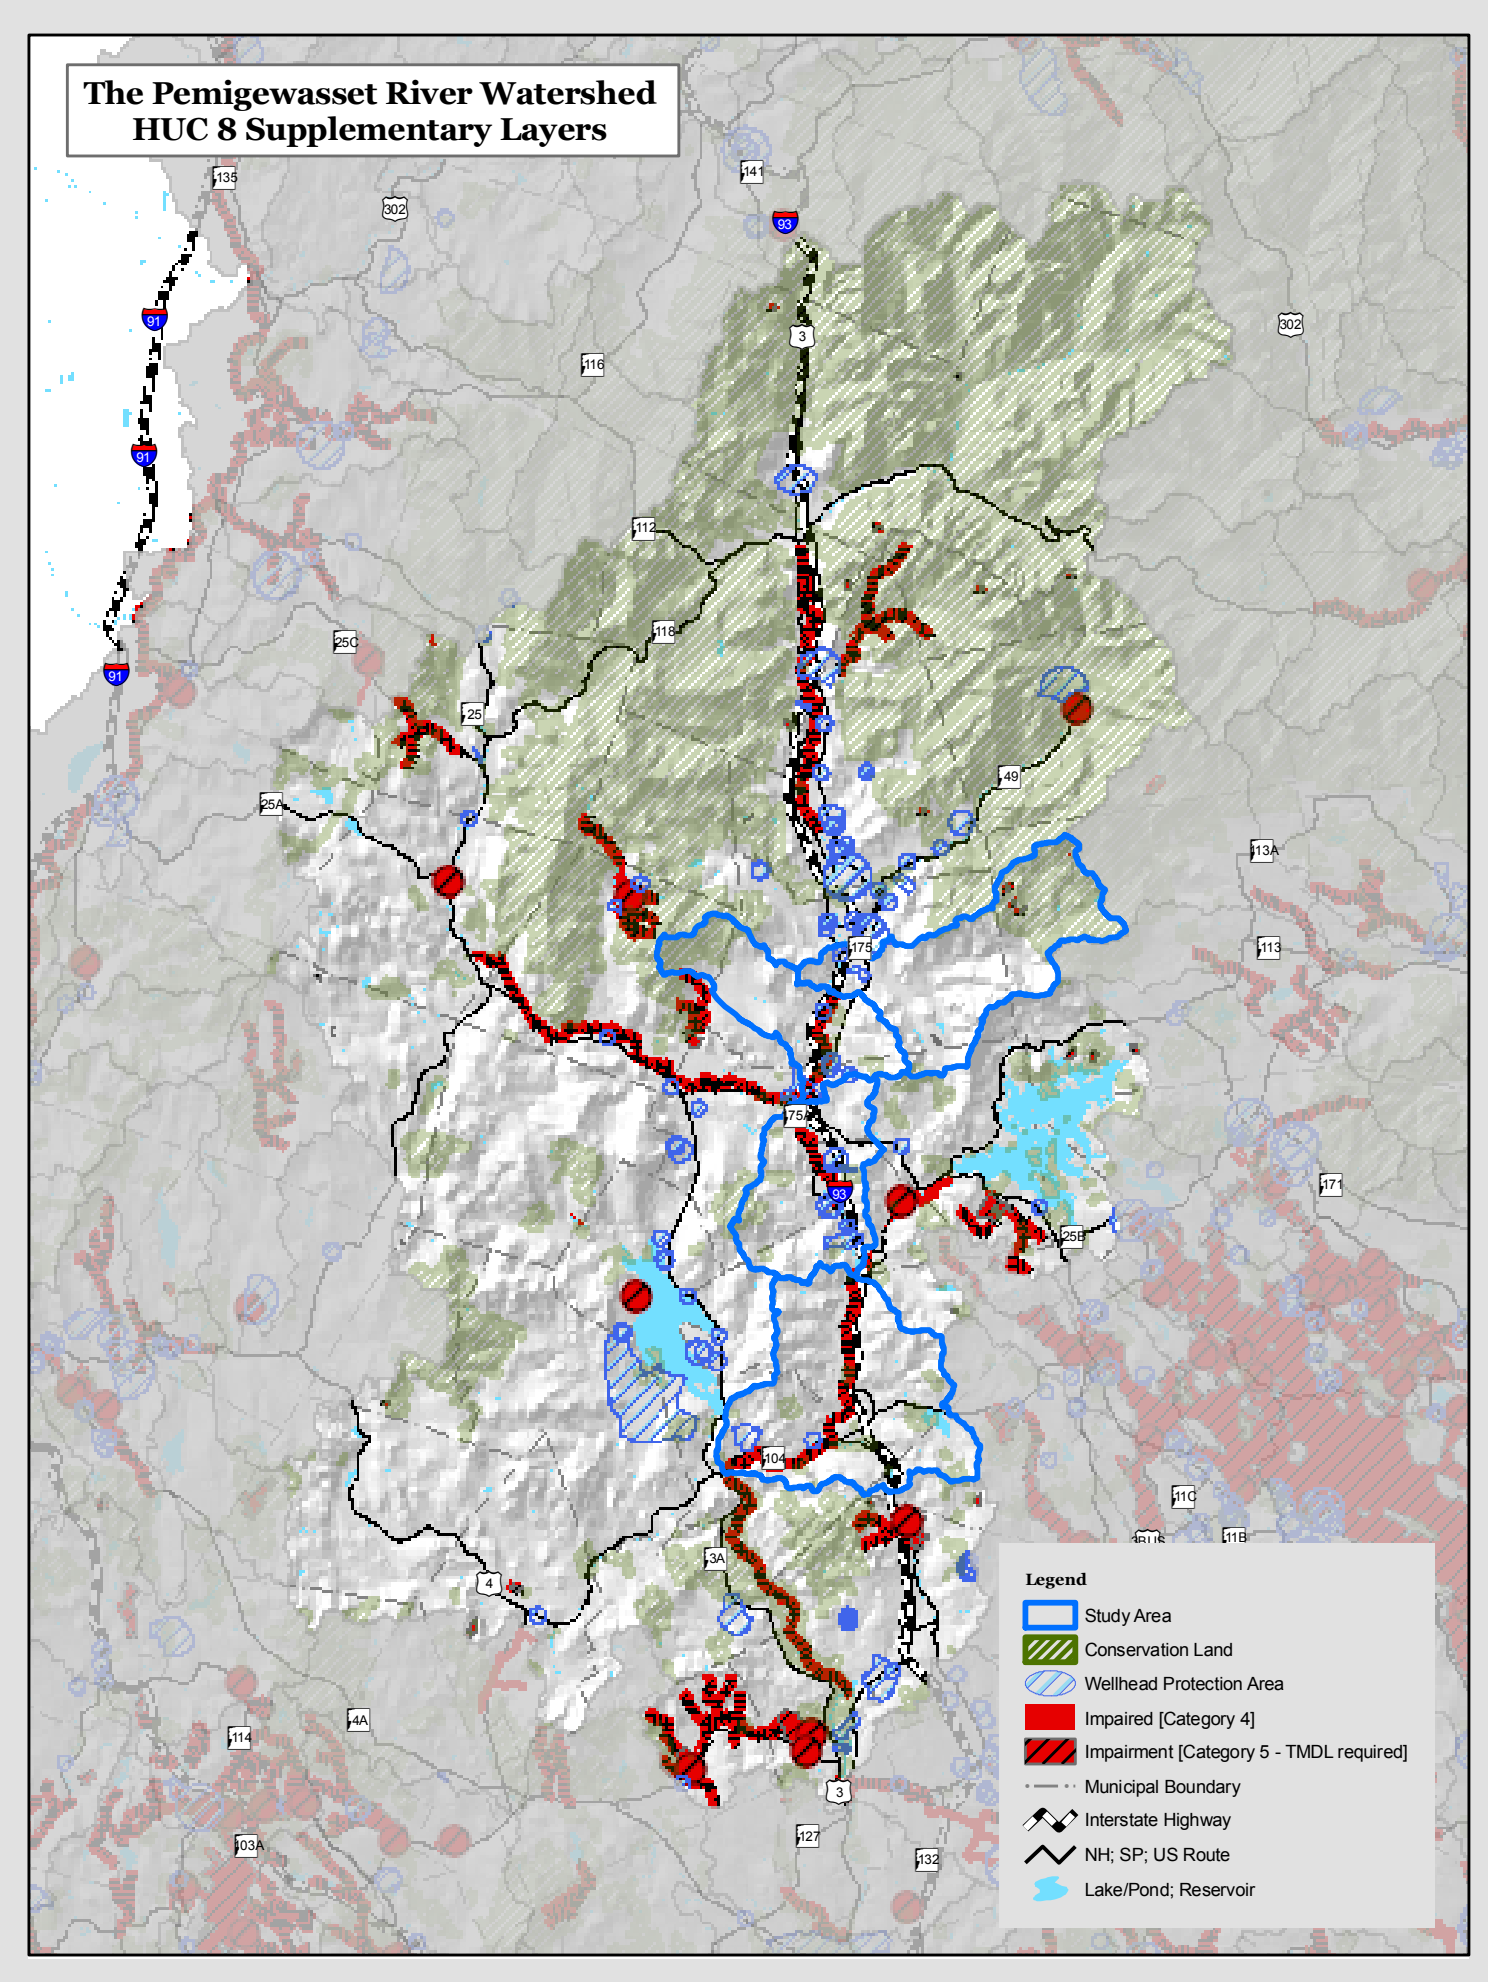 The Pemigewasset River Watershed
HUC 8 Supplementary Layers
135
302
141
93
91
3
302
116
91
112
25C
118
91
25
49
25A
13A
175
113
75A
171
93
25B
104
11C
11B
3A
4
4A
114
3
127
103A
132
Legend
Study Area
Conservation Land
Wellhead Protection Area
Impaired [Category 4]
Impairment [Category 5 - TMDL required]
Municipal Boundary
Interstate Highway
NH; SP; US Route
Lake/Pond; Reservoir